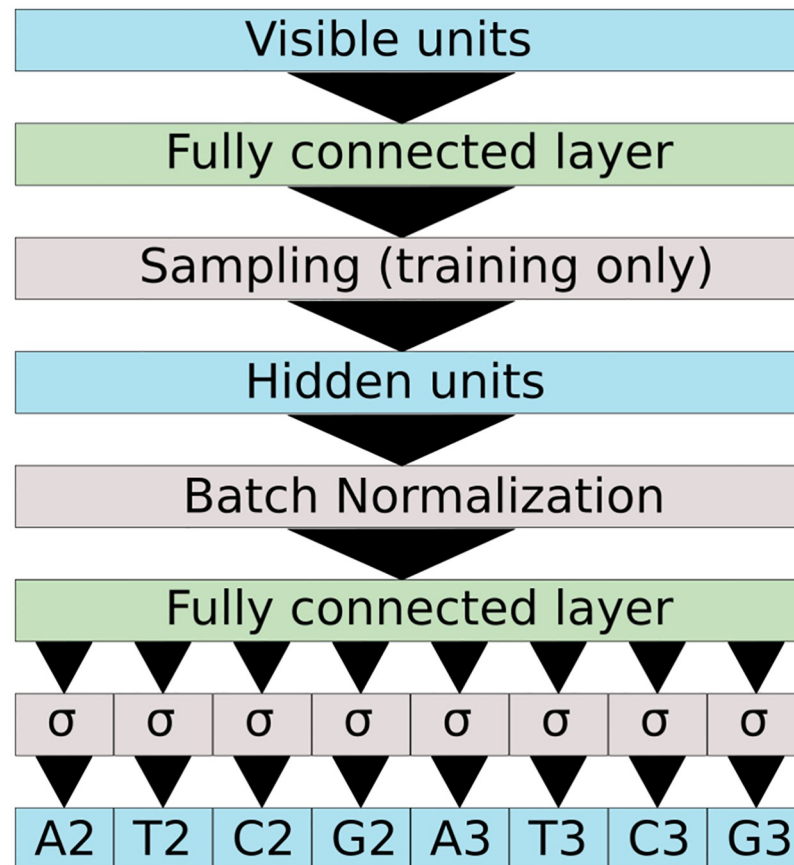 Visible units
Fully connected layer
Sampling (training only)
Hidden units
Batch Normalization
Fully connected layer
σ σ σ σ σ σ σ σ
A2 T2 C2 G2 A3 T3 C3 G3